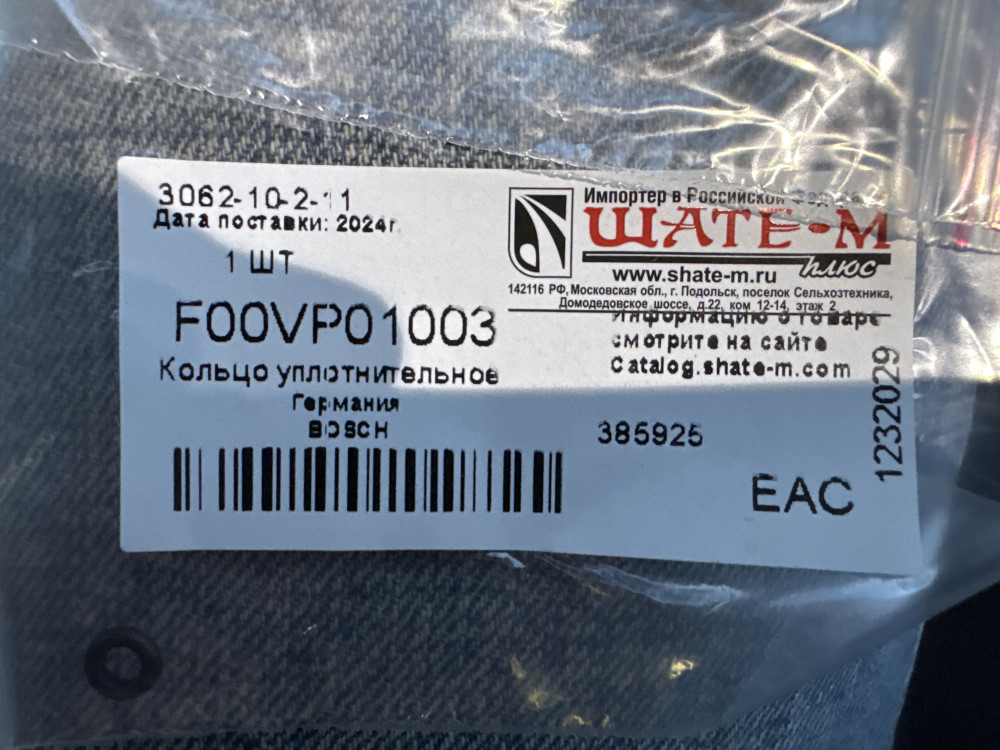 3062-10-2-11
Дата поставки: 2024г.
1 ШТ
F00VP01003
Кольцо уплотнительное
Германия
BOSCH
Импортер в Российской
ШАТЕ-М
плюс
www.shate-m.ru
142116 РФ, Московская обл., г. Подольск, поселок Сельхозтехника,
Домодедовское шоссе, д.22, ком 12-14, этаж 2
Информацию о товаре
смотрите на сайте
Catalog.shate-m.com
385925
EAC
1232029